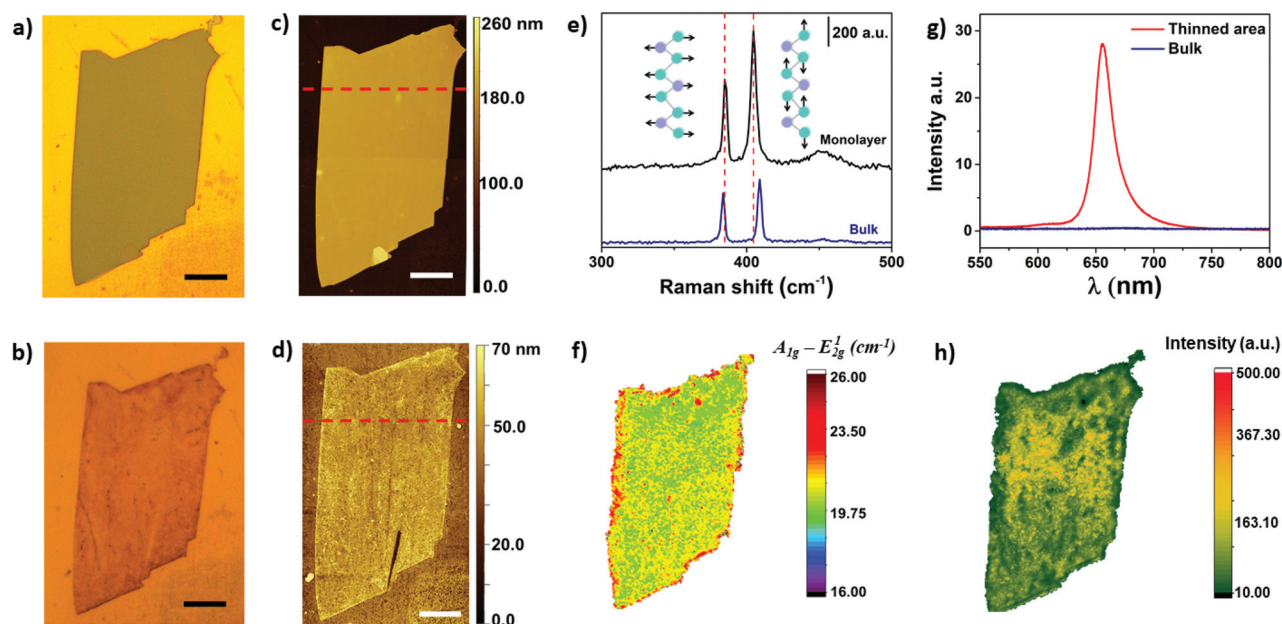 a)
c)
260 nm
180.0
100.0
0.0
e)
200 a.u.
Monolayer
Bulk
300
400
500
Raman shift (cm⁻¹)
g)
Thinned area
Bulk
30
20
10
0
Intensity a.u.
550
600
650
700
750
800
λ (nm)
b)
d)
70 nm
50.0
20.0
0.0
f)
A1g – E¹2g (cm⁻¹)
26.00
23.50
19.75
16.00
h)
Intensity (a.u.)
500.00
367.30
163.10
10.00